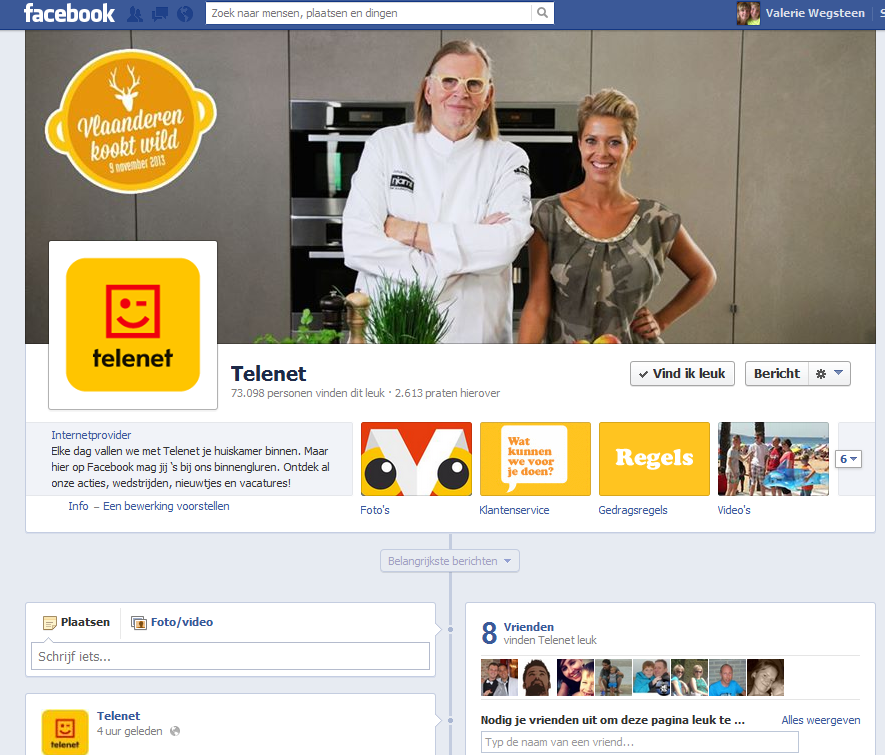 facebook
Zoek naar mensen, plaatsen en dingen
Valerie Wegsteen
S
Vlaanderen
kookt wild
9 november 2013
njam!
telenet
Telenet
73.098 personen vinden dit leuk · 2.613 praten hierover
Vind ik leuk
Bericht
Internetprovider
Elke dag vallen we met Telenet je huiskamer binnen. Maar
hier op Facebook mag jij 's bij ons binnengluren. Ontdek al
onze acties, wedstrijden, nieuwtjes en vacatures!
Info – Een bewerking voorstellen
Wat
kunnen
we voor
je doen?
Regels
6
Foto's
Klantenservice
Gedragsregels
Video's
Belangrijkste berichten
Plaatsen
Foto/video
Schrijf iets...
8
Vrienden
vinden Telenet leuk
Telenet
4 uur geleden
telenet
Nodig je vrienden uit om deze pagina leuk te ...
Alles weergeven
Typ de naam van een vriend...